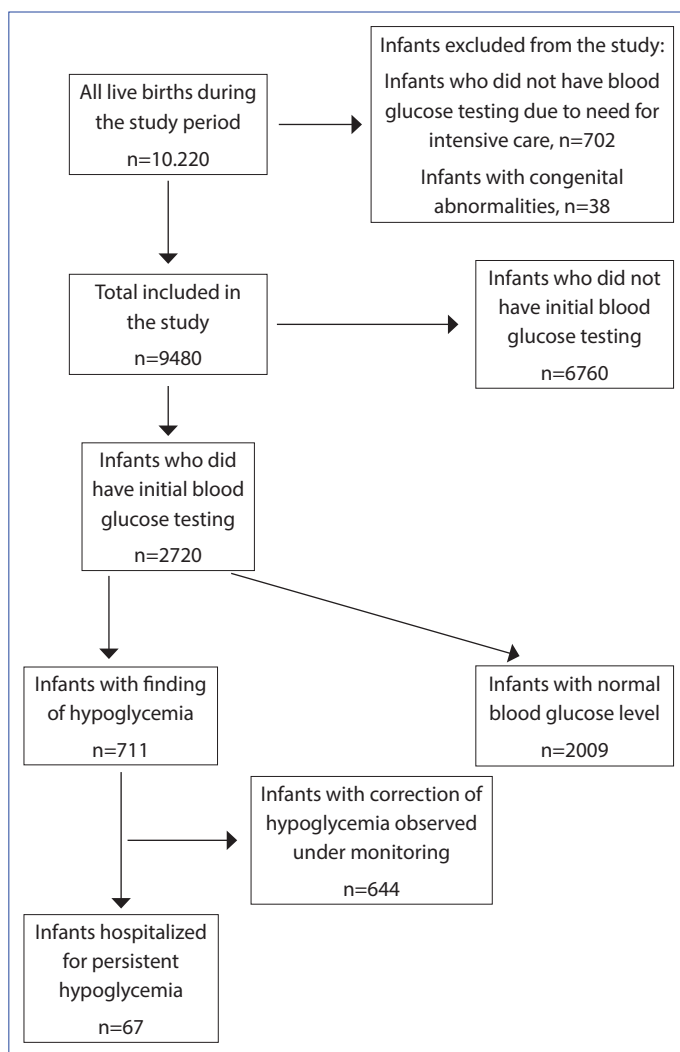 All live births during
the study period
n=10.220
Infants excluded from the study:
Infants who did not have blood
glucose testing due to need for
intensive care, n=702
Infants with congenital
abnormalities, n=38
Total included in
the study
n=9480
Infants who did not
have initial blood
glucose testing
n=6760
Infants who did
have initial blood
glucose testing
n=2720
Infants with finding
of hypoglycemia
n=711
Infants with normal
blood glucose level
n=2009
Infants with correction of
hypoglycemia observed
under monitoring
n=644
Infants hospitalized
for persistent
hypoglycemia
n=67